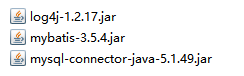 log4j-1.2.17.jar
mybatis-3.5.4.jar
mysql-connector-java-5.1.49.jar